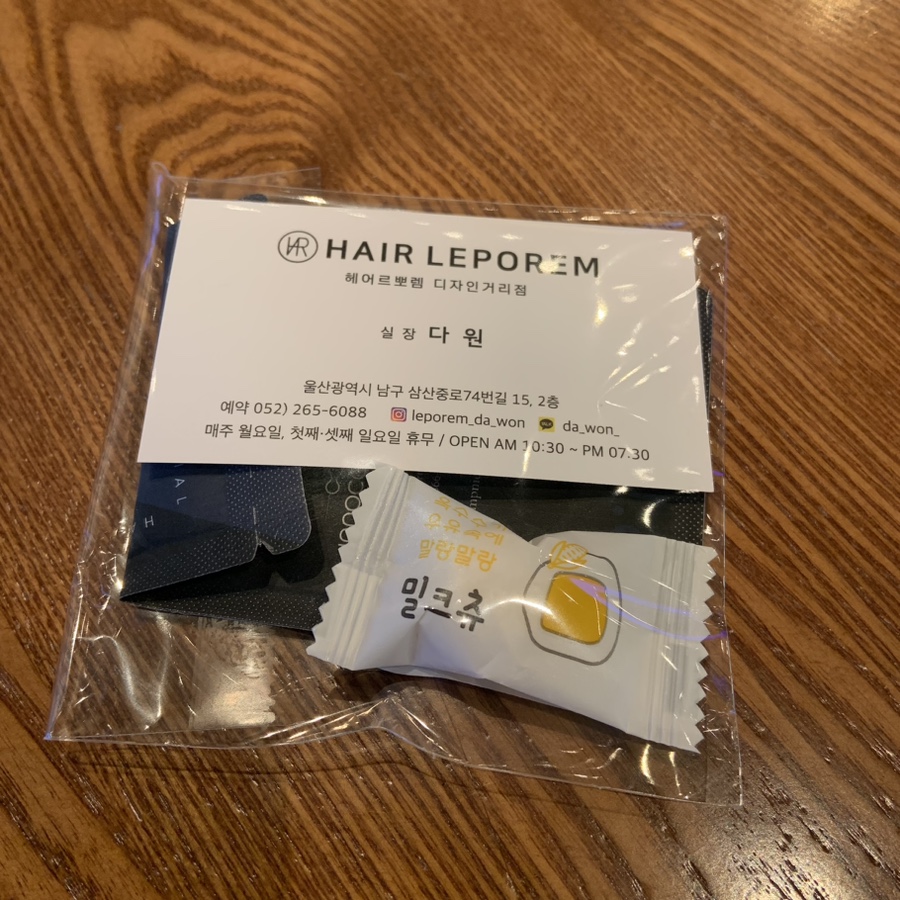 HAIR LEPOREM
헤어르뽀렘 디자인거리점
실장 다원
울산광역시 남구 삼산중로74번길 15, 2층
예약 052) 265-6088 leporem_da_won da_won_
매주 월요일, 첫째·셋째 일요일 휴무 / OPEN AM 10:30 ~ PM 07:30
말랑말랑
밀크츄